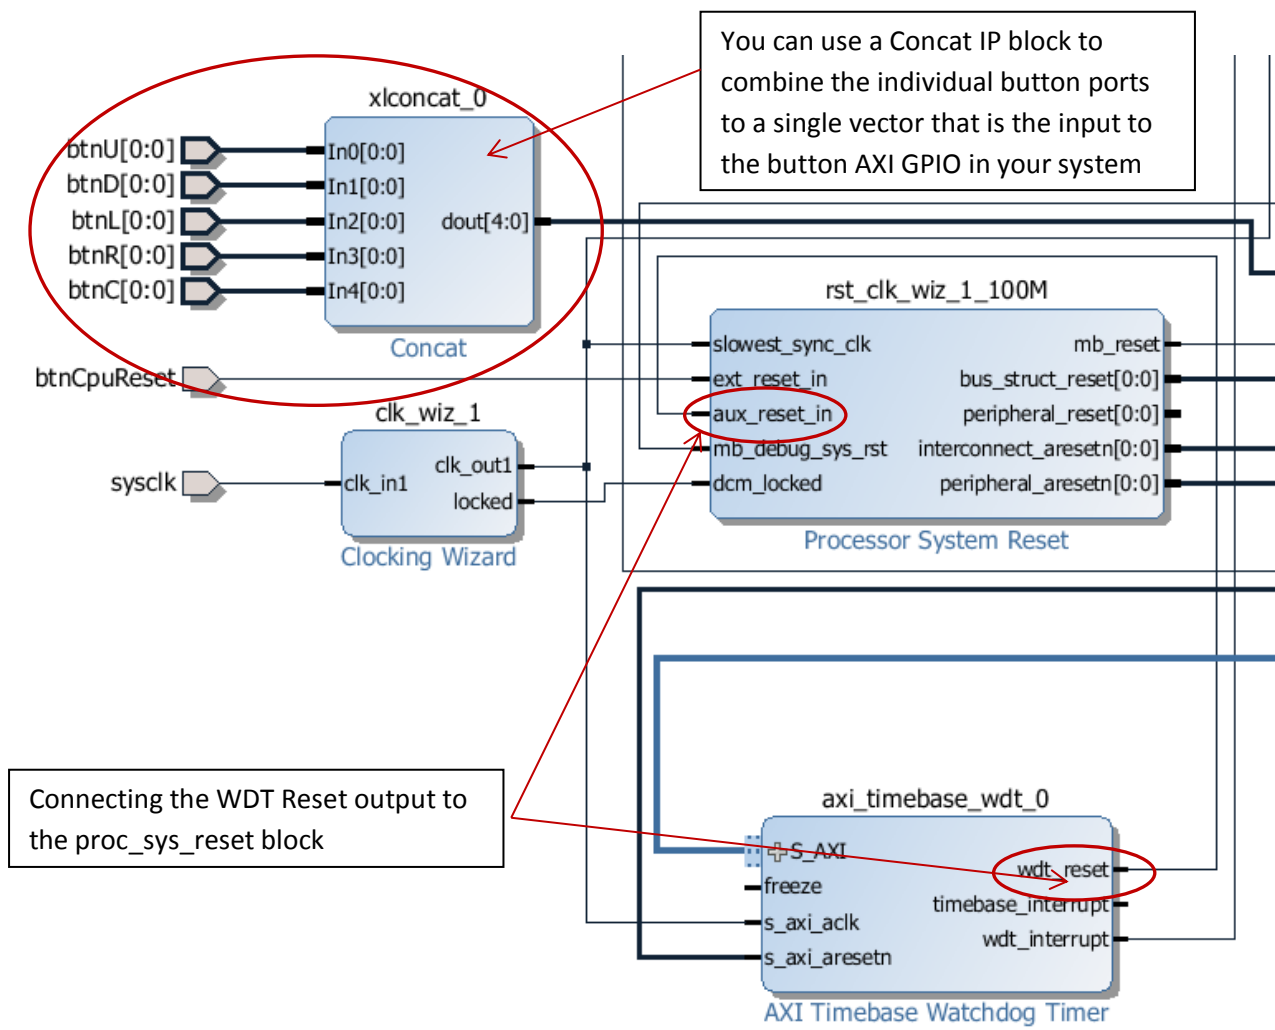 You can use a Concat IP block to
combine the individual button ports
to a single vector that is the input to
the button AXI GPIO in your system
xlconcat_0
btnU[0:0]
btnD[0:0]
btnL[0:0]
btnR[0:0]
btnC[0:0]
In0[0:0]
In1[0:0]
In2[0:0]
In3[0:0]
In4[0:0]
dout[4:0]
Concat
btnCpuReset
clk_wiz_1
sysclk
clk_in1
clk_out1
locked
Clocking Wizard
rst_clk_wiz_1_100M
slowest_sync_clk
ext_reset_in
aux_reset_in
mb_debug_sys_rst
dcm_locked
mb_reset
bus_struct_reset[0:0]
peripheral_reset[0:0]
interconnect_aresetn[0:0]
peripheral_aresetn[0:0]
Processor System Reset
Connecting the WDT Reset output to
the proc_sys_reset block
axi_timebase_wdt_0
S_AXI
freeze
s_axi_aclk
s_axi_aresetn
wdt_reset
timebase_interrupt
wdt_interrupt
AXI Timebase Watchdog Timer